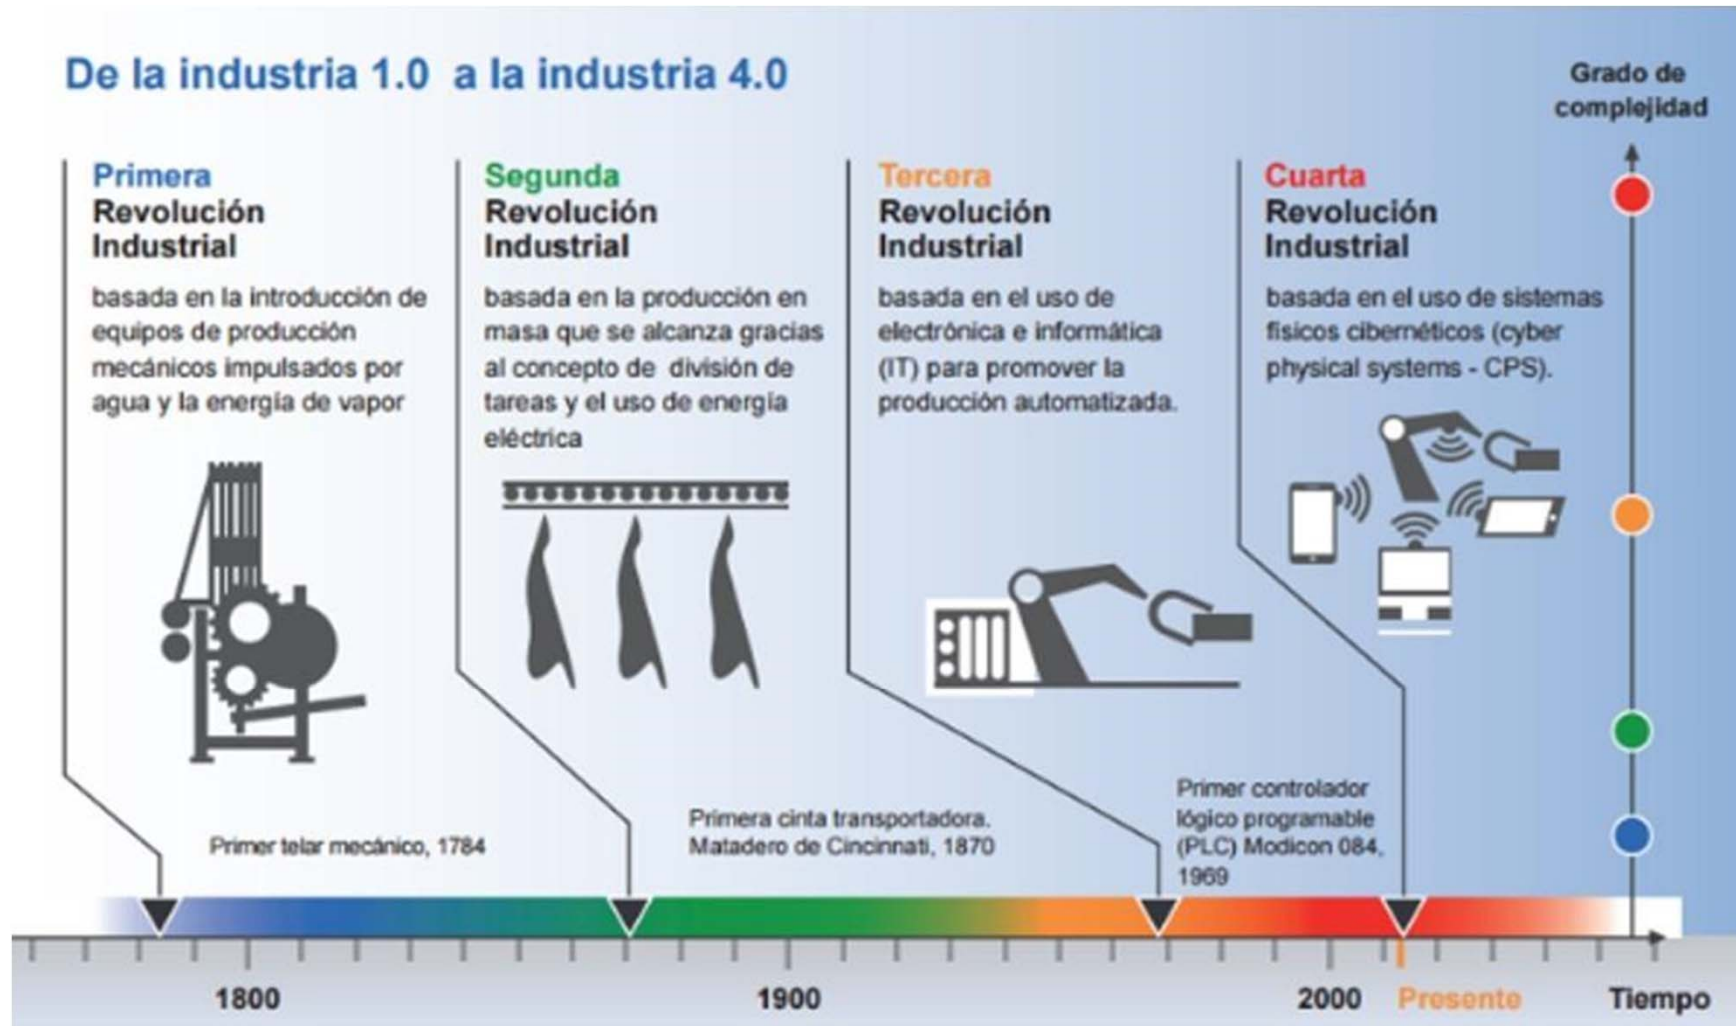 De la industria 1.0 a la industria 4.0
Grado de
complejidad
Primera
Revolución
Industrial
basada en la introducción de
equipos de producción
mecánicos impulsados por
agua y la energía de vapor
Segunda
Revolución
Industrial
basada en la producción en
masa que se alcanza gracias
al concepto de división de
tareas y el uso de energía
eléctrica
Tercera
Revolución
Industrial
basada en el uso de
electrónica e informática
(IT) para promover la
producción automatizada.
Cuarta
Revolución
Industrial
basada en el uso de sistemas
físicos cibernéticos (cyber
physical systems - CPS).
Primer telar mecánico, 1784
Primera cinta transportadora.
Matadero de Cincinnati, 1870
Primer controlador
lógico programable
(PLC) Modicon 084,
1969
1800
1900
2000
Presente
Tiempo